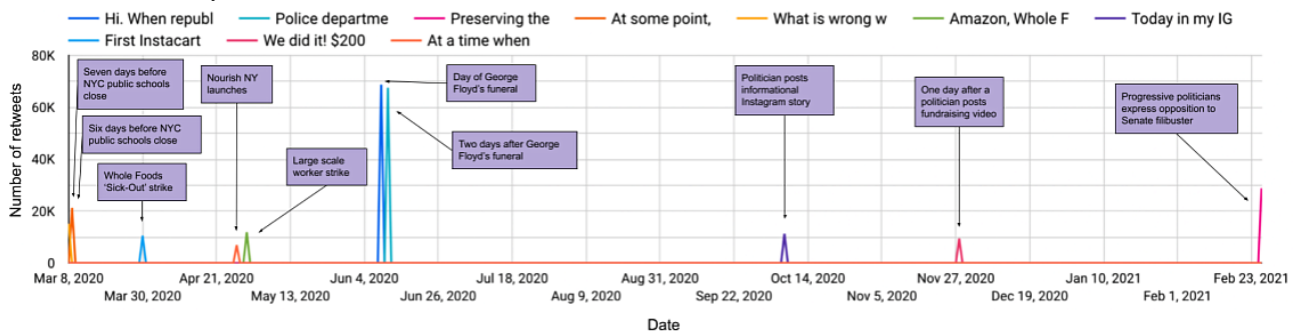 Hi. When republ Police departme Preserving the At some point, What is wrong w Amazon, Whole F Today in my IG
First Instacart We did it! $200 At a time when
Number of retweets
80K
60K
40K
20K
0
Seven days before
NYC public schools
close
Six days before NYC
public schools close
Whole Foods
'Sick-Out' strike
Nourish NY
launches
Large scale
worker strike
Day of George
Floyd's funeral
Two days after George
Floyd's funeral
Politician posts
informational
Instagram story
One day after a
politician posts
fundraising video
Progressive politicians
express opposition to
Senate filibuster
Mar 8, 2020 Apr 21, 2020 Jun 4, 2020 Jul 18, 2020 Aug 31, 2020 Oct 14, 2020 Nov 27, 2020 Jan 10, 2021 Feb 23, 2021
Mar 30, 2020 May 13, 2020 Jun 26, 2020 Aug 9, 2020 Sep 22, 2020 Nov 5, 2020 Dec 19, 2020 Feb 1, 2021
Date